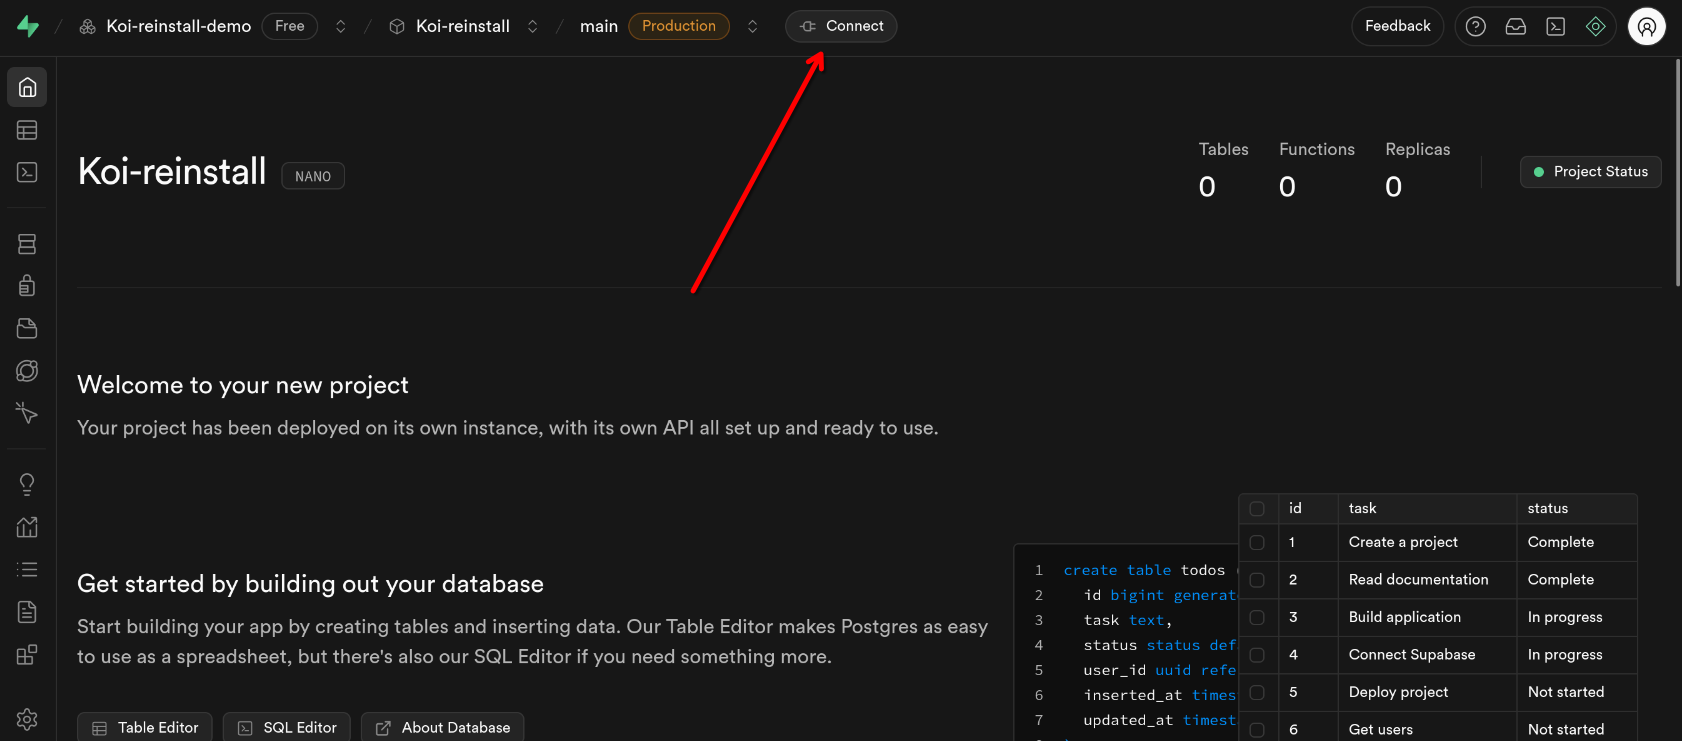 Koi-reinstall-demo Free Koi-reinstall main Production Connect Feedback
Koi-reinstall NANO
Tables Functions Replicas
0 0 0
Project Status
Welcome to your new project
Your project has been deployed on its own instance, with its own API all set up and ready to use.
Get started by building out your database
Start building your app by creating tables and inserting data. Our Table Editor makes Postgres as easy
to use as a spreadsheet, but there's also our SQL Editor if you need something more.
Table Editor SQL Editor About Database
1 create table todos
2 id bigint generat
3 task text,
4 status status def
5 user_id uuid refe
6 inserted_at times
7 updated_at timest
id task status
1 Create a project Complete
2 Read documentation Complete
3 Build application In progress
4 Connect Supabase In progress
5 Deploy project Not started
6 Get users Not started